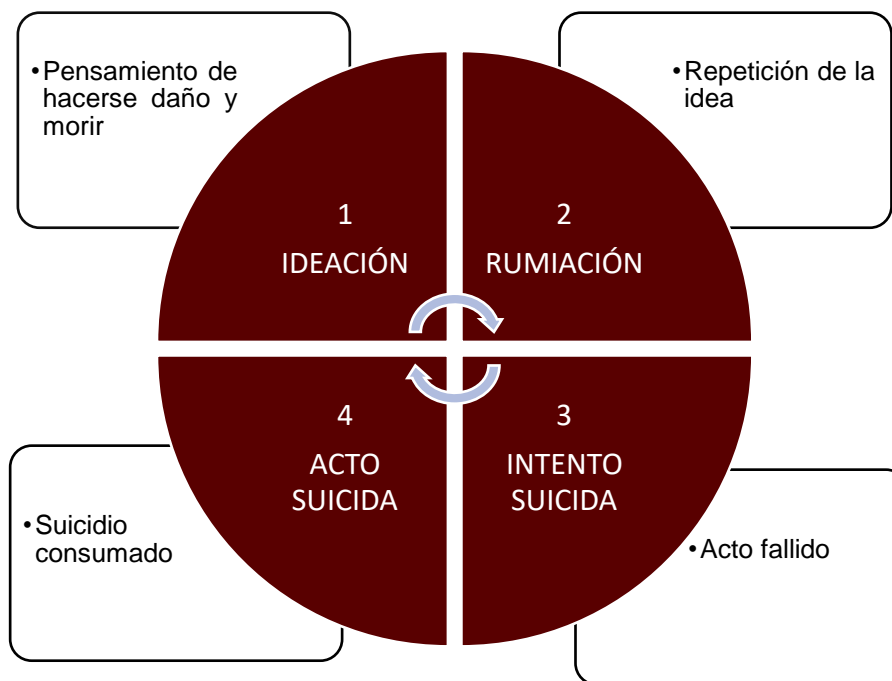 •Pensamiento de
hacerse daño y
morir
•Repetición de la
idea
1
IDEACIÓN
2
RUMIACIÓN
4
ACTO
SUICIDA
3
INTENTO
SUICIDA
•Suicidio
consumado
•Acto fallido